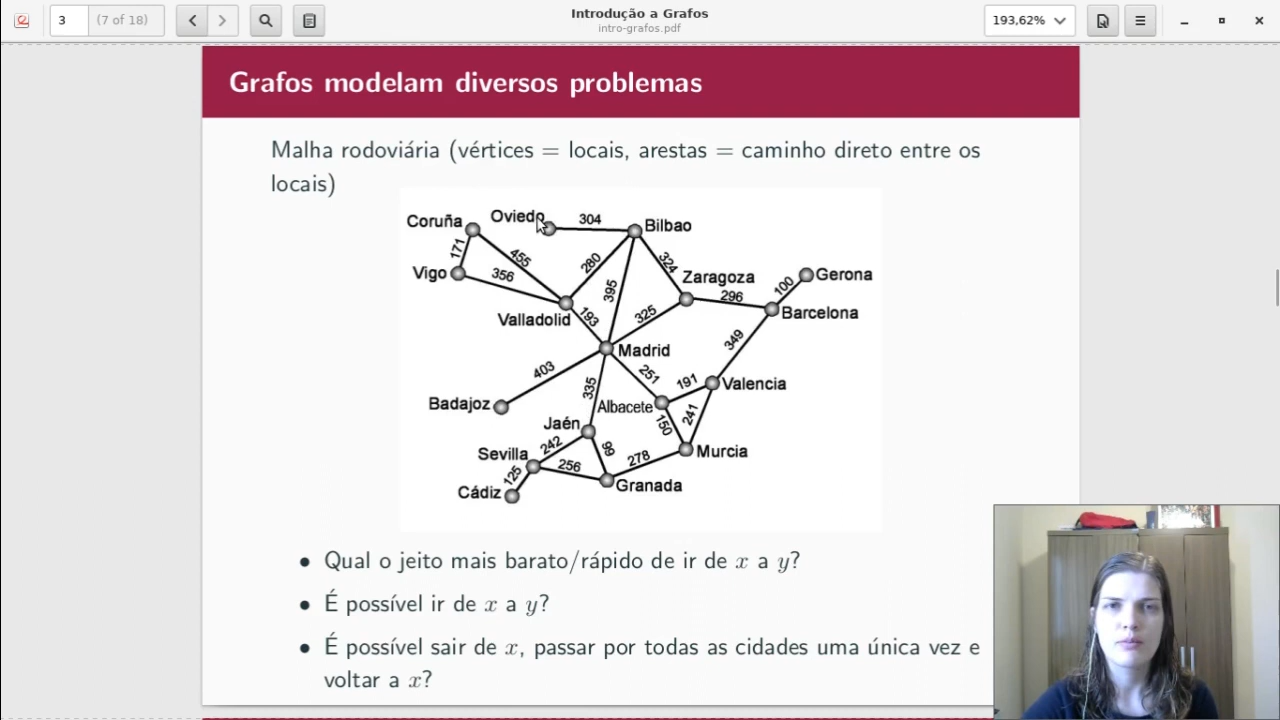 3
(7 of 18)
Introdução a Grafos
intro-grafos.pdf
193,62%
Grafos modelam diversos problemas
Malha rodoviária (vértices = locais, arestas = caminho direto entre os
locais)
Coruña
Oviedo
304
Bilbao
171
455
280
324
Vigo
356
395
Zaragoza
100
Gerona
296
Valladolid
193
325
Barcelona
349
Madrid
403
335
251
191
Valencia
Badajoz
Albacete
241
150
Jaén
242
99
Sevilla
256
278
Murcia
125
Cádiz
Granada
• Qual o jeito mais barato/rápido de ir de x a y?
• É possível ir de x a y?
• É possível sair de x, passar por todas as cidades uma única vez e
voltar a x?